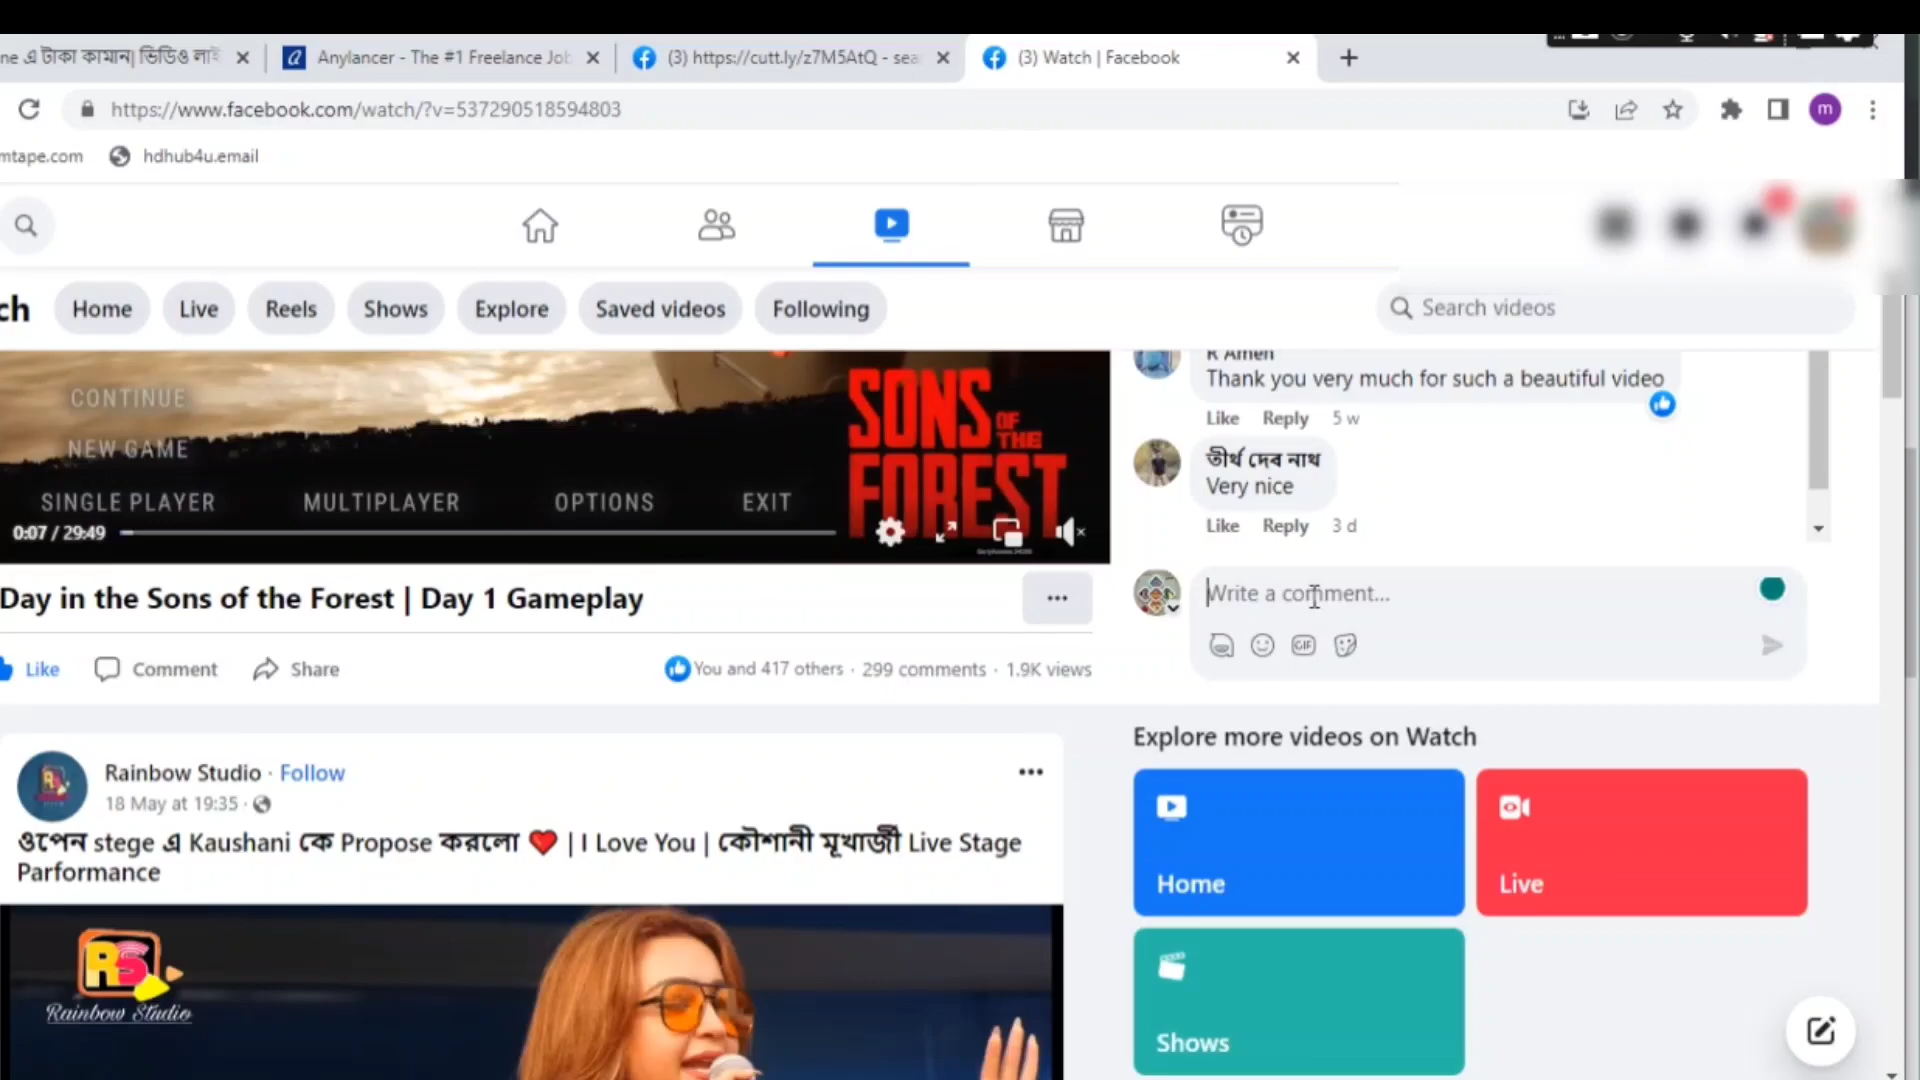 ne এ টাকা কামান| ভিডিও লাই
Anylancer - The #1 Freelance Job
(3) https://cutt.ly/z7M5AtQ - sea
(3) Watch | Facebook
https://www.facebook.com/watch/?v=537290518594803
m
mtape.com
hdhub4u.email
ch
Home
Live
Reels
Shows
Explore
Saved videos
Following
Search videos
CONTINUE
NEW GAME
SINGLE PLAYER
MULTIPLAYER
OPTIONS
EXIT
SONS OF THE
FOREST
0:07 / 29:49
R Amen
Thank you very much for such a beautiful video
Like Reply 5 w
তীর্থ দেব নাথ
Very nice
Like Reply 3 d
Write a comment...
GIF
Day in the Sons of the Forest | Day 1 Gameplay
Like Comment Share
You and 417 others · 299 comments · 1.9K views
Explore more videos on Watch
Home
Live
Shows
Rainbow Studio · Follow
18 May at 19:35 ·
ওপেন stege এ Kaushani কে Propose করলো ❤️ | I Love You | কৌশানী মূখার্জী Live Stage
Parformance
RS
Rainbow Studio